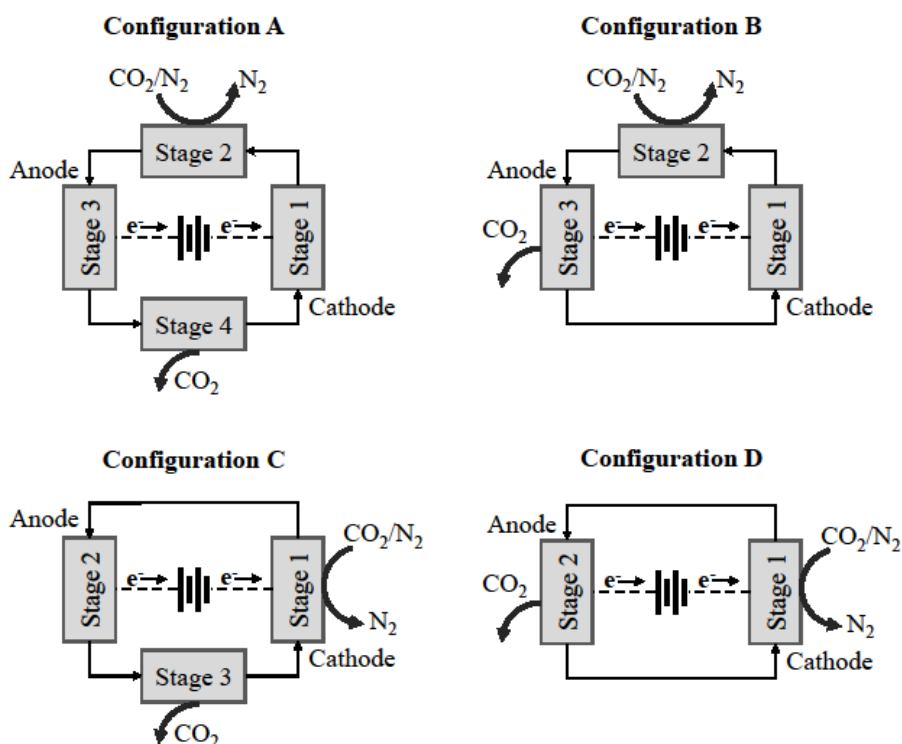 Configuration A
CO2/N2 N2
Stage 2
Anode
Stage 3
e- e-
Stage 1
Cathode
Stage 4
CO2
Configuration B
CO2/N2 N2
Stage 2
Anode
CO2
Stage 3
e- e-
Stage 1
Cathode
Configuration C
Anode
CO2/N2
Stage 2
e- e-
Stage 1
N2
Cathode
Stage 3
CO2
Configuration D
Anode
CO2/N2
CO2
Stage 2
e- e-
Stage 1
N2
Cathode